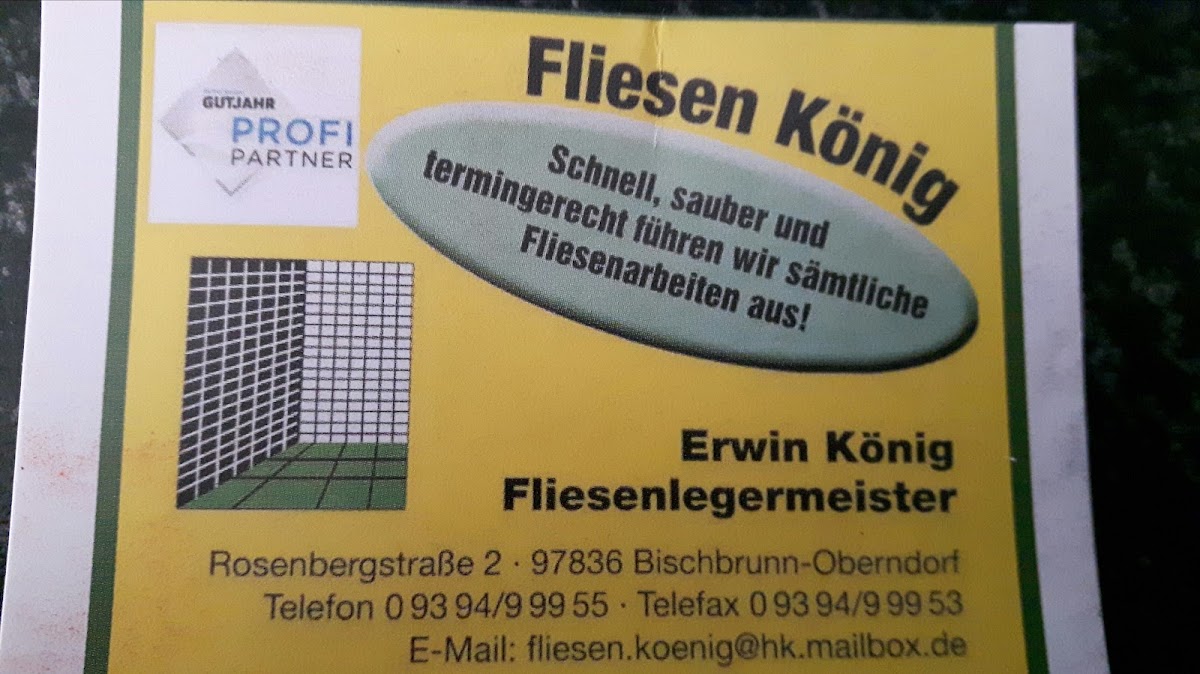 GUTJAHR
PROFI
PARTNER
Fliesen König
Schnell, sauber und
termingerecht führen wir sämtliche
Fliesenarbeiten aus!
Erwin König
Fliesenlegermeister
Rosenbergstraße 2 · 97836 Bischbrunn-Oberndorf
Telefon 0 93 94/9 99 55 · Telefax 0 93 94/9 99 53
E-Mail: fliesen.koenig@hk.mailbox.de